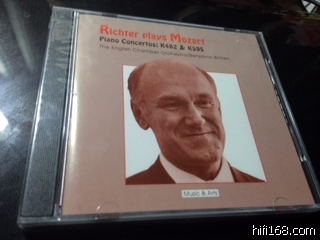 Richter plays Mozart
Piano Concertos: K482 & K595
The English Chamber Orchestra/Benjamin Britten
Music & Arts
hifi168.com